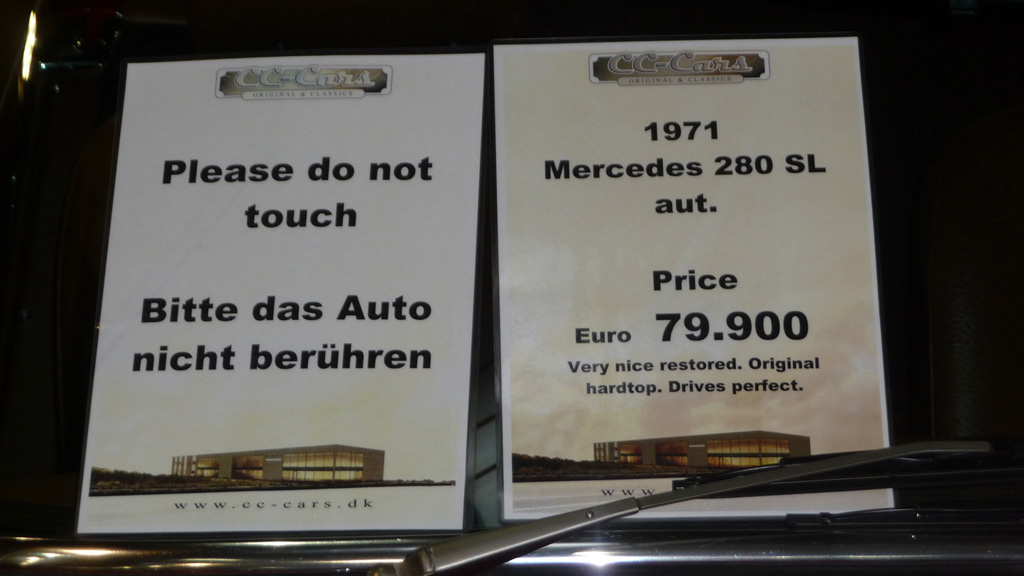 CC-Cars
ORIGINAL & CLASSICS
Please do not
touch
Bitte das Auto
nicht berühren
www.cc-cars.dk
CC-Cars
ORIGINAL & CLASSICS
1971
Mercedes 280 SL
aut.
Price
Euro 79.900
Very nice restored. Original
hardtop. Drives perfect.
www